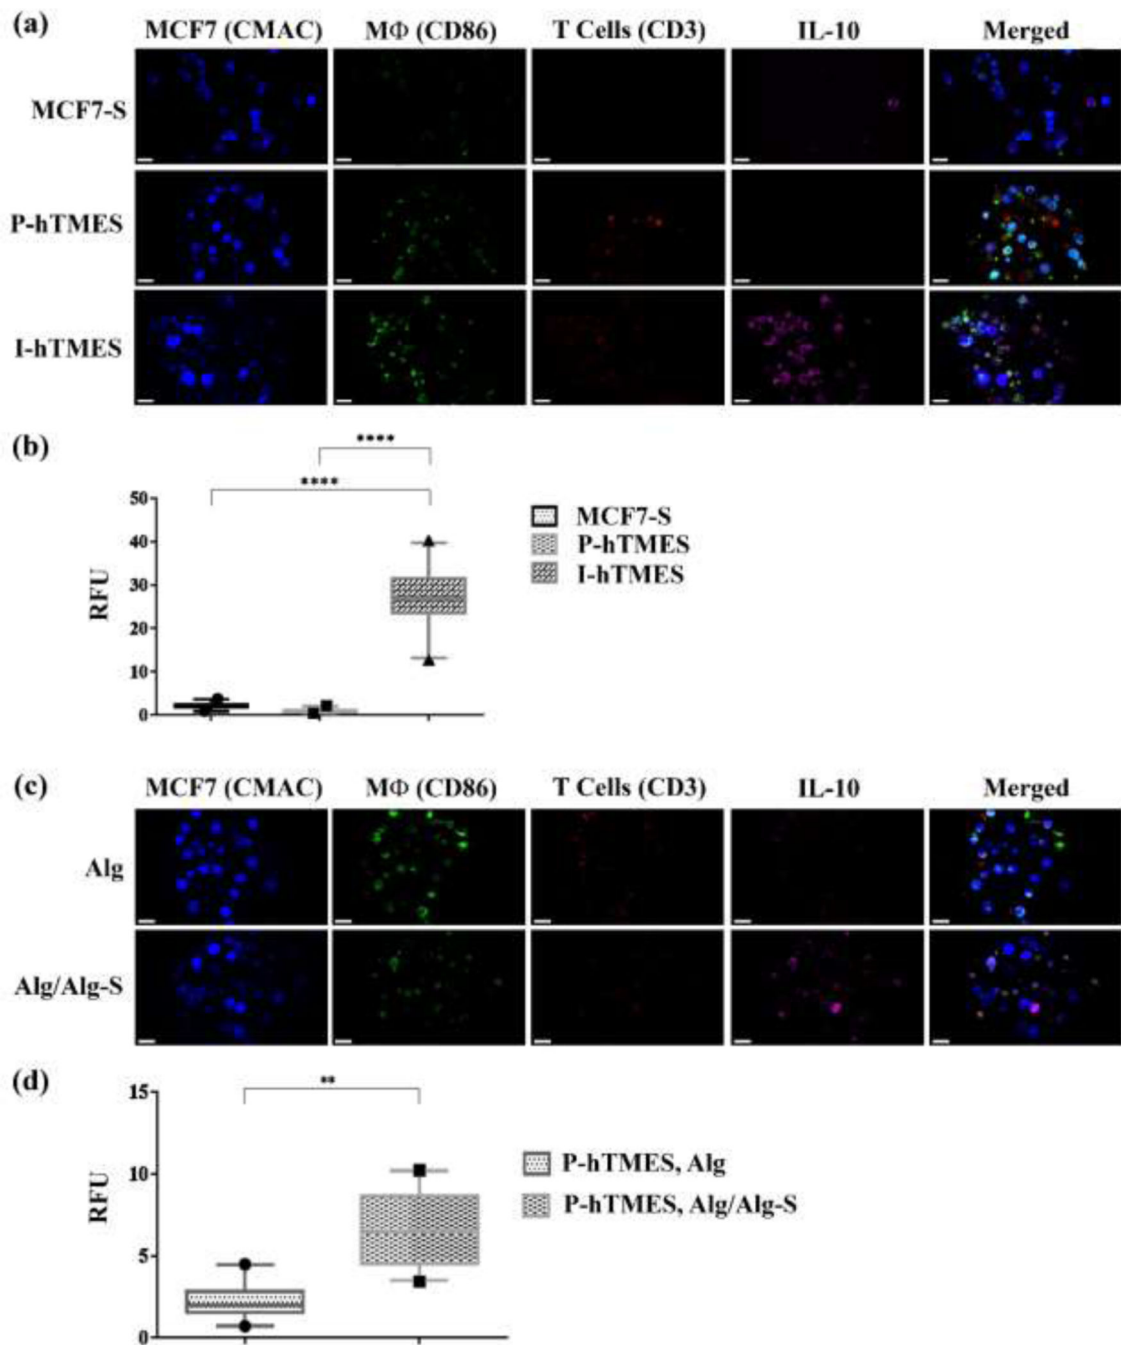 (a)
MCF7 (CMAC) MΦ (CD86) T Cells (CD3) IL-10 Merged
MCF7-S
P-hTMES
I-hTMES
(b)
****
****
50
40
30
20
10
0
RFU
MCF7-S
P-hTMES
I-hTMES
(c)
MCF7 (CMAC) MΦ (CD86) T Cells (CD3) IL-10 Merged
Alg
Alg/Alg-S
(d)
**
15
10
5
0
RFU
P-hTMES, Alg
P-hTMES, Alg/Alg-S